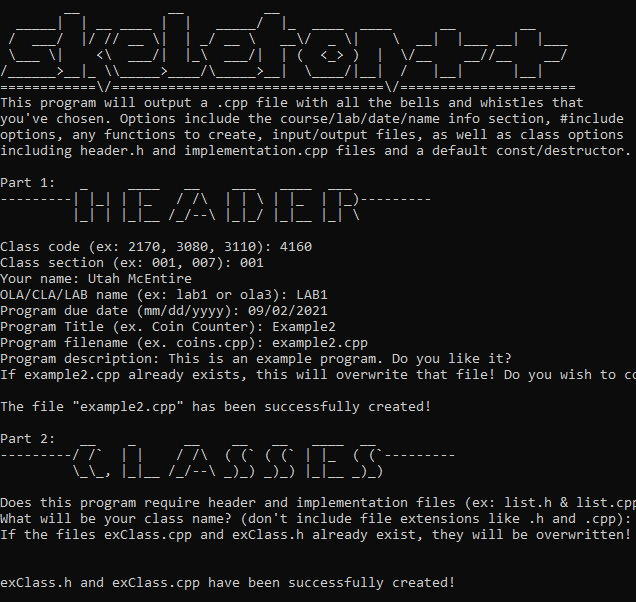 skeleton++
This program will output a .cpp file with all the bells and whistles that
you've chosen. Options include the course/lab/date/name info section, #include
options, any functions to create, input/output files, as well as class options
including header.h and implementation.cpp files and a default const/destructor.
Part 1:
HEADER
Class code (ex: 2170, 3080, 3110): 4160
Class section (ex: 001, 007): 001
Your name: Utah McEntire
OLA/CLA/LAB name (ex: lab1 or ola3): LAB1
Program due date (mm/dd/yyyy): 09/02/2021
Program Title (ex. Coin Counter): Example2
Program filename (ex. coins.cpp): example2.cpp
Program description: This is an example program. Do you like it?
If example2.cpp already exists, this will overwrite that file! Do you wish to co
The file "example2.cpp" has been successfully created!
Part 2:
CLASSES
Does this program require header and implementation files (ex: list.h & list.cpp
What will be your class name? (don't include file extensions like .h and .cpp):
If the files exClass.cpp and exClass.h already exist, they will be overwritten!
exClass.h and exClass.cpp have been successfully created!